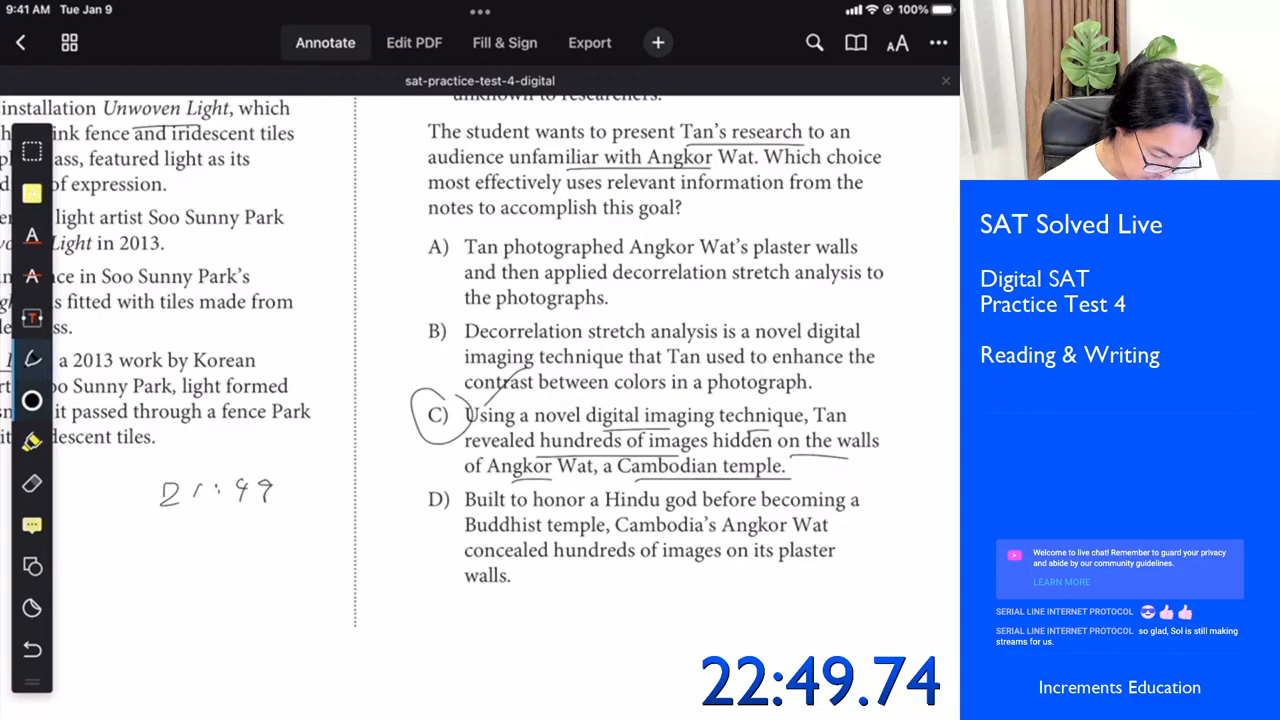 9:41 AM Tue Jan 9
100%
Annotate
Edit PDF
Fill & Sign
Export
sat-practice-test-4-digital
installation Unwoven Light, which
ink fence and iridescent tiles
ass, featured light as its
of expression.
light artist Soo Sunny Park
Light in 2013.
ce in Soo Sunny Park's
s fitted with tiles made from
ss.
a 2013 work by Korean
oo Sunny Park, light formed
it passed through a fence Park
descent tiles.
21:49
unknown to researchers.
The student wants to present Tan's research to an
audience unfamiliar with Angkor Wat. Which choice
most effectively uses relevant information from the
notes to accomplish this goal?
A) Tan photographed Angkor Wat's plaster walls
and then applied decorrelation stretch analysis to
the photographs.
B) Decorrelation stretch analysis is a novel digital
imaging technique that Tan used to enhance the
contrast between colors in a photograph.
C) Using a novel digital imaging technique, Tan
revealed hundreds of images hidden on the walls
of Angkor Wat, a Cambodian temple.
D) Built to honor a Hindu god before becoming a
Buddhist temple, Cambodia's Angkor Wat
concealed hundreds of images on its plaster
walls.
22:49.74
SAT Solved Live
Digital SAT
Practice Test 4
Reading & Writing
Welcome to live chat! Remember to guard your privacy
and abide by our community guidelines.
LEARN MORE
SERIAL LINE INTERNET PROTOCOL 😎👍👍
SERIAL LINE INTERNET PROTOCOL so glad, Sol is still making
streams for us.
Increments Education